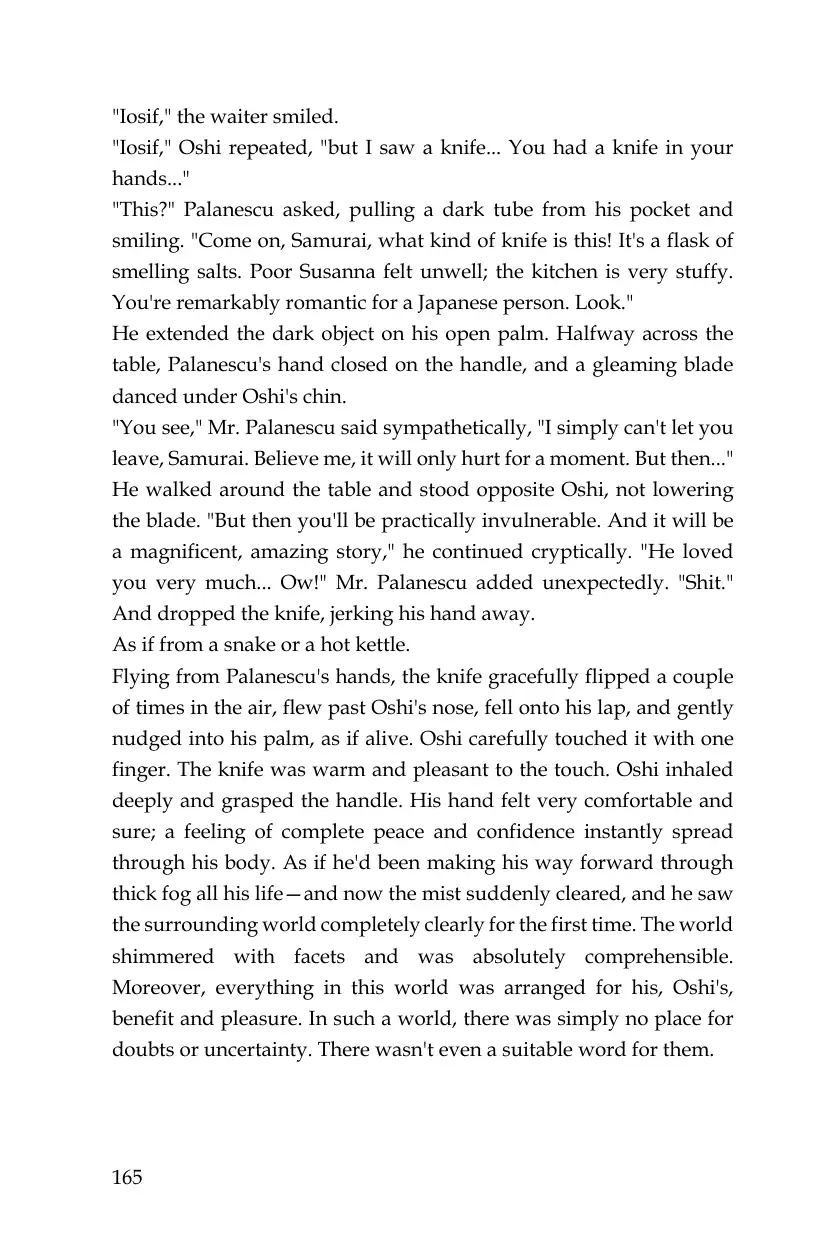 "Iosif," the waiter smiled.
"Iosif," Oshi repeated, "but I saw a knife... You had a knife in your
hands..."
"This?" Palanescu asked, pulling a dark tube from his pocket and
smiling. "Come on, Samurai, what kind of knife is this! It's a flask of
smelling salts. Poor Susanna felt unwell; the kitchen is very stuffy.
You're remarkably romantic for a Japanese person. Look."
He extended the dark object on his open palm. Halfway across the
table, Palanescu's hand closed on the handle, and a gleaming blade
danced under Oshi's chin.
"You see," Mr. Palanescu said sympathetically, "I simply can't let you
leave, Samurai. Believe me, it will only hurt for a moment. But then..."
He walked around the table and stood opposite Oshi, not lowering
the blade. "But then you'll be practically invulnerable. And it will be
a magnificent, amazing story," he continued cryptically. "He loved
you very much... Ow!" Mr. Palanescu added unexpectedly. "Shit."
And dropped the knife, jerking his hand away.
As if from a snake or a hot kettle.
Flying from Palanescu's hands, the knife gracefully flipped a couple
of times in the air, flew past Oshi's nose, fell onto his lap, and gently
nudged into his palm, as if alive. Oshi carefully touched it with one
finger. The knife was warm and pleasant to the touch. Oshi inhaled
deeply and grasped the handle. His hand felt very comfortable and
sure; a feeling of complete peace and confidence instantly spread
through his body. As if he'd been making his way forward through
thick fog all his life—and now the mist suddenly cleared, and he saw
the surrounding world completely clearly for the first time. The world
shimmered with facets and was absolutely comprehensible.
Moreover, everything in this world was arranged for his, Oshi's,
benefit and pleasure. In such a world, there was simply no place for
doubts or uncertainty. There wasn't even a suitable word for them.
165